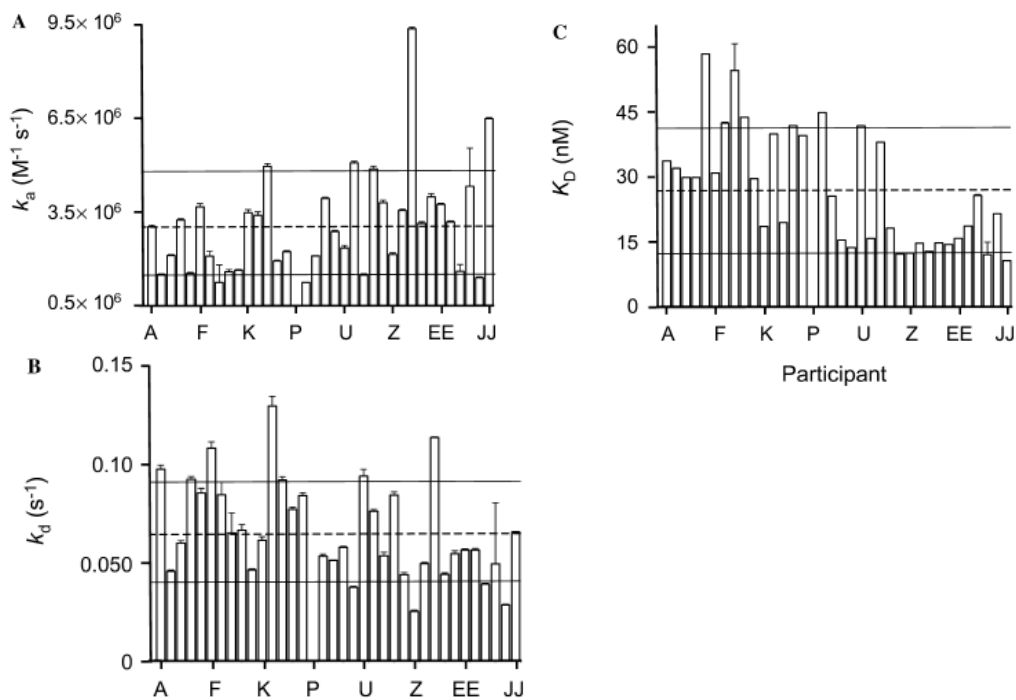 A
9.5× 10⁶
6.5× 10⁶
3.5× 10⁶
0.5× 10⁶
kₐ (M⁻¹ s⁻¹)
A F K P U Z EE JJ
B
0.15
0.10
0.050
0
k_d (s⁻¹)
A F K P U Z EE JJ
C
60
45
30
15
0
K_D (nM)
A F K P U Z EE JJ
Participant